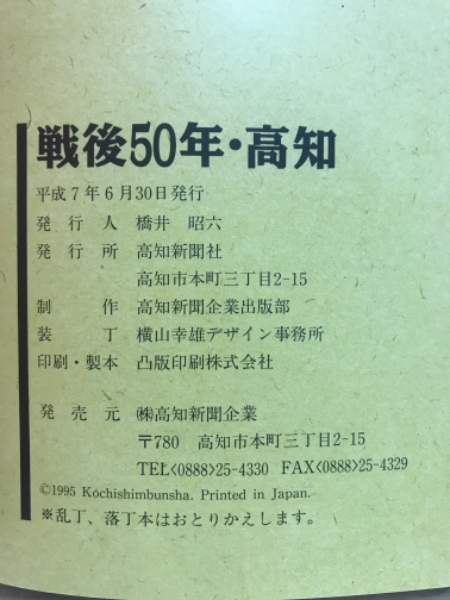 戦後50年・高知
平成7年6月30日発行
発行人 橋井 昭六
発行所 高知新聞社
高知市本町三丁目2-15
制作 高知新聞企業出版部
装丁 横山幸雄デザイン事務所
印刷・製本 凸版印刷株式会社
発売元 ㈱高知新聞企業
〒780 高知市本町三丁目2-15
TEL〈0888〉25-4330 FAX〈0888〉25-4329
©1995 Kochishimbunsha. Printed in Japan.
※乱丁、落丁本はおとりかえします。